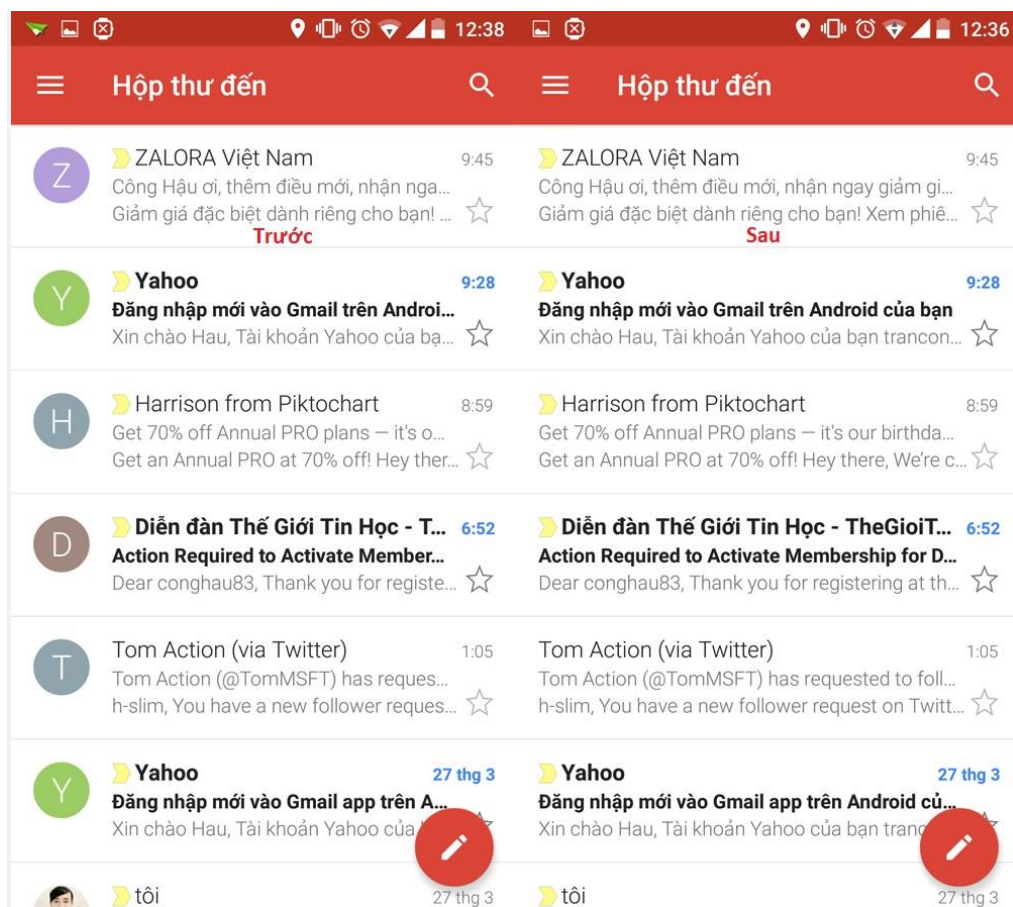 12:38
Hộp thư đến
Z
ZALORA Việt Nam 9:45
Công Hậu ơi, thêm điều mới, nhận nga...
Giảm giá đặc biệt dành riêng cho bạn! ...
Trước
Y
Yahoo 9:28
Đăng nhập mới vào Gmail trên Androi...
Xin chào Hau, Tài khoản Yahoo của bạ...
H
Harrison from Piktochart 8:59
Get 70% off Annual PRO plans — it's o...
Get an Annual PRO at 70% off! Hey ther...
D
Diễn đàn Thế Giới Tin Học - T... 6:52
Action Required to Activate Member...
Dear conghau83, Thank you for registe...
T
Tom Action (via Twitter) 1:05
Tom Action (@TomMSFT) has reques...
h-slim, You have a new follower reques...
Y
Yahoo 27 thg 3
Đăng nhập mới vào Gmail app trên A...
Xin chào Hau, Tài khoản Yahoo của
tôi 27 thg 3
12:36
Hộp thư đến
ZALORA Việt Nam 9:45
Công Hậu ơi, thêm điều mới, nhận ngay giảm gi...
Giảm giá đặc biệt dành riêng cho bạn! Xem phiê...
Sau
Yahoo 9:28
Đăng nhập mới vào Gmail trên Android của bạn
Xin chào Hau, Tài khoản Yahoo của bạn trancon...
Harrison from Piktochart 8:59
Get 70% off Annual PRO plans — it's our birthda...
Get an Annual PRO at 70% off! Hey there, We're c...
Diễn đàn Thế Giới Tin Học - TheGioiT... 6:52
Action Required to Activate Membership for D...
Dear conghau83, Thank you for registering at th...
Tom Action (via Twitter) 1:05
Tom Action (@TomMSFT) has requested to foll...
h-slim, You have a new follower request on Twitt...
Yahoo 27 thg 3
Đăng nhập mới vào Gmail app trên Android củ...
Xin chào Hau, Tài khoản Yahoo của bạn tranc
tôi 27 thg 3